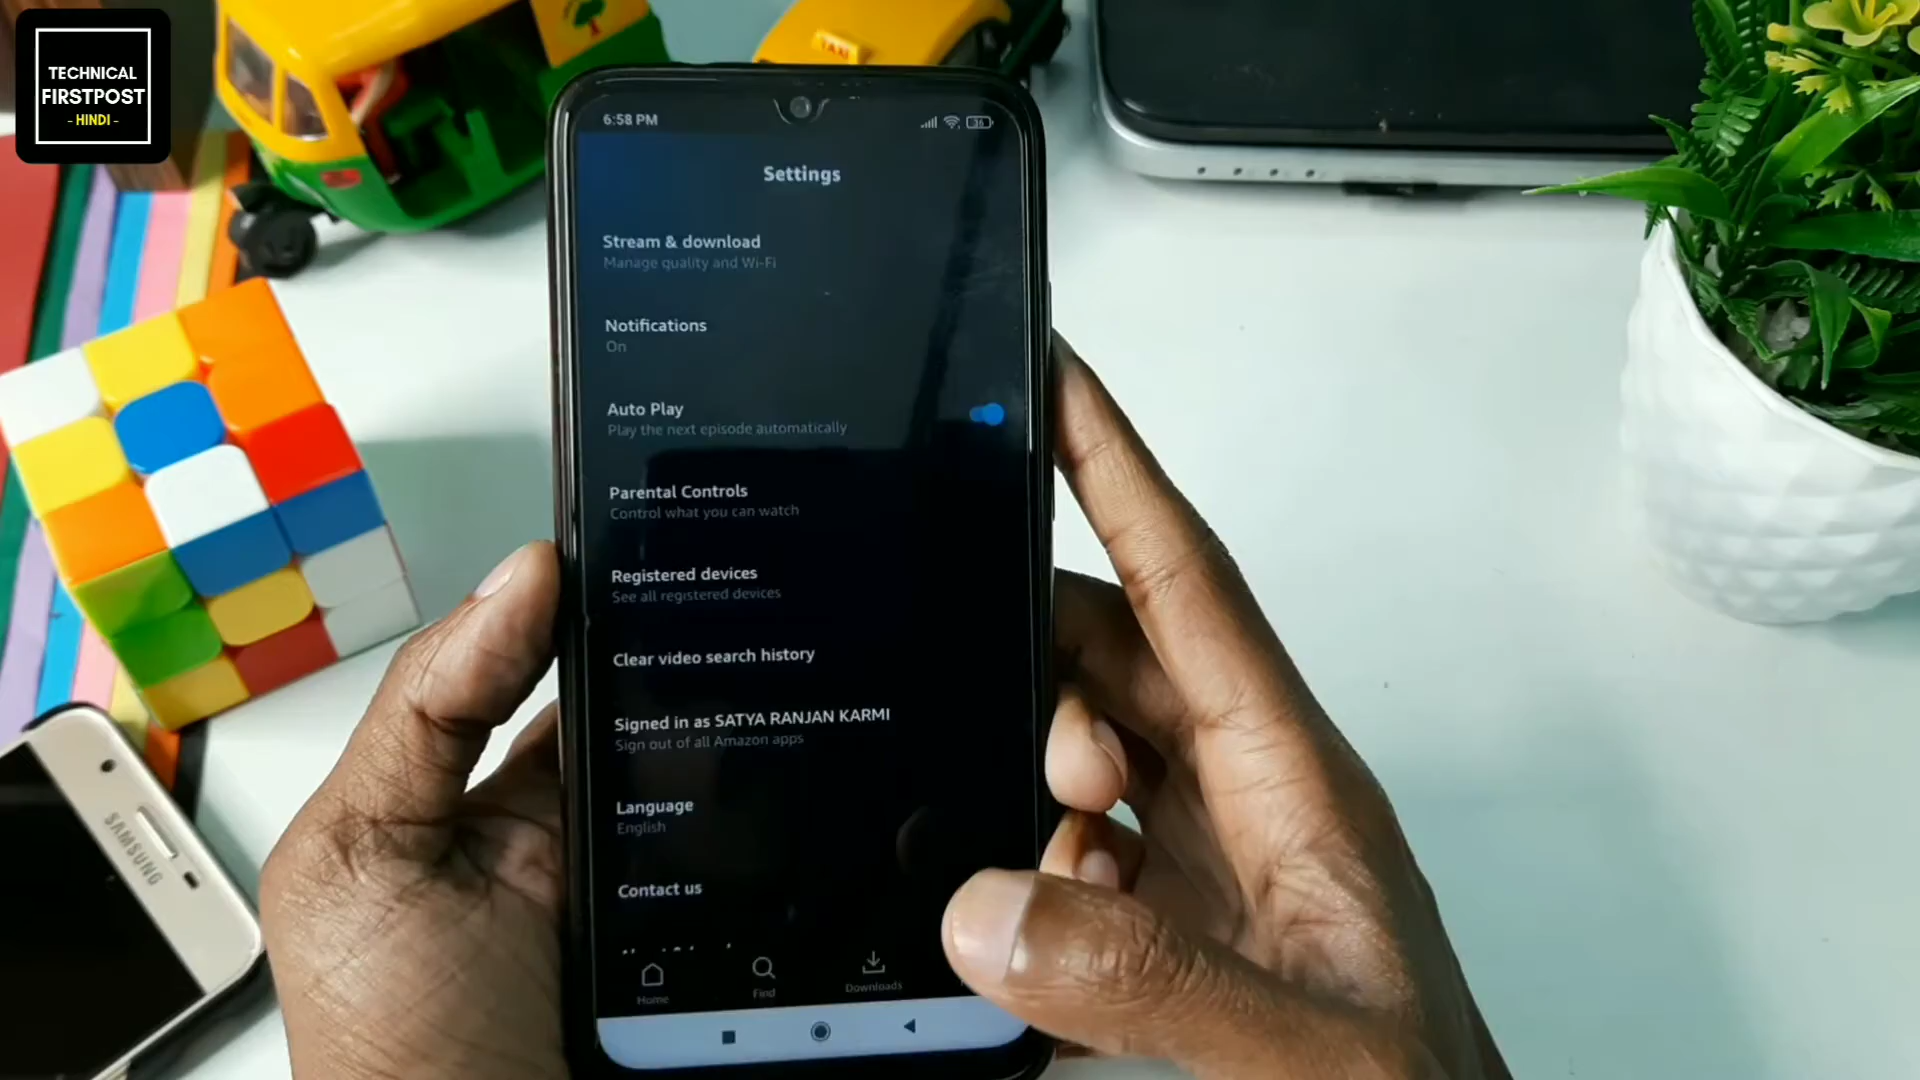 TECHNICAL
FIRSTPOST
- HINDI -
TAXI
6:58 PM
36
Settings
Stream & download
Manage quality and Wi-Fi
Notifications
On
Auto Play
Play the next episode automatically
Parental Controls
Control what you can watch
Registered devices
See all registered devices
Clear video search history
Signed in as SATYA RANJAN KARMI
Sign out of all Amazon apps
Language
English
Contact us
Home
Find
Downloads
SAMSUNG